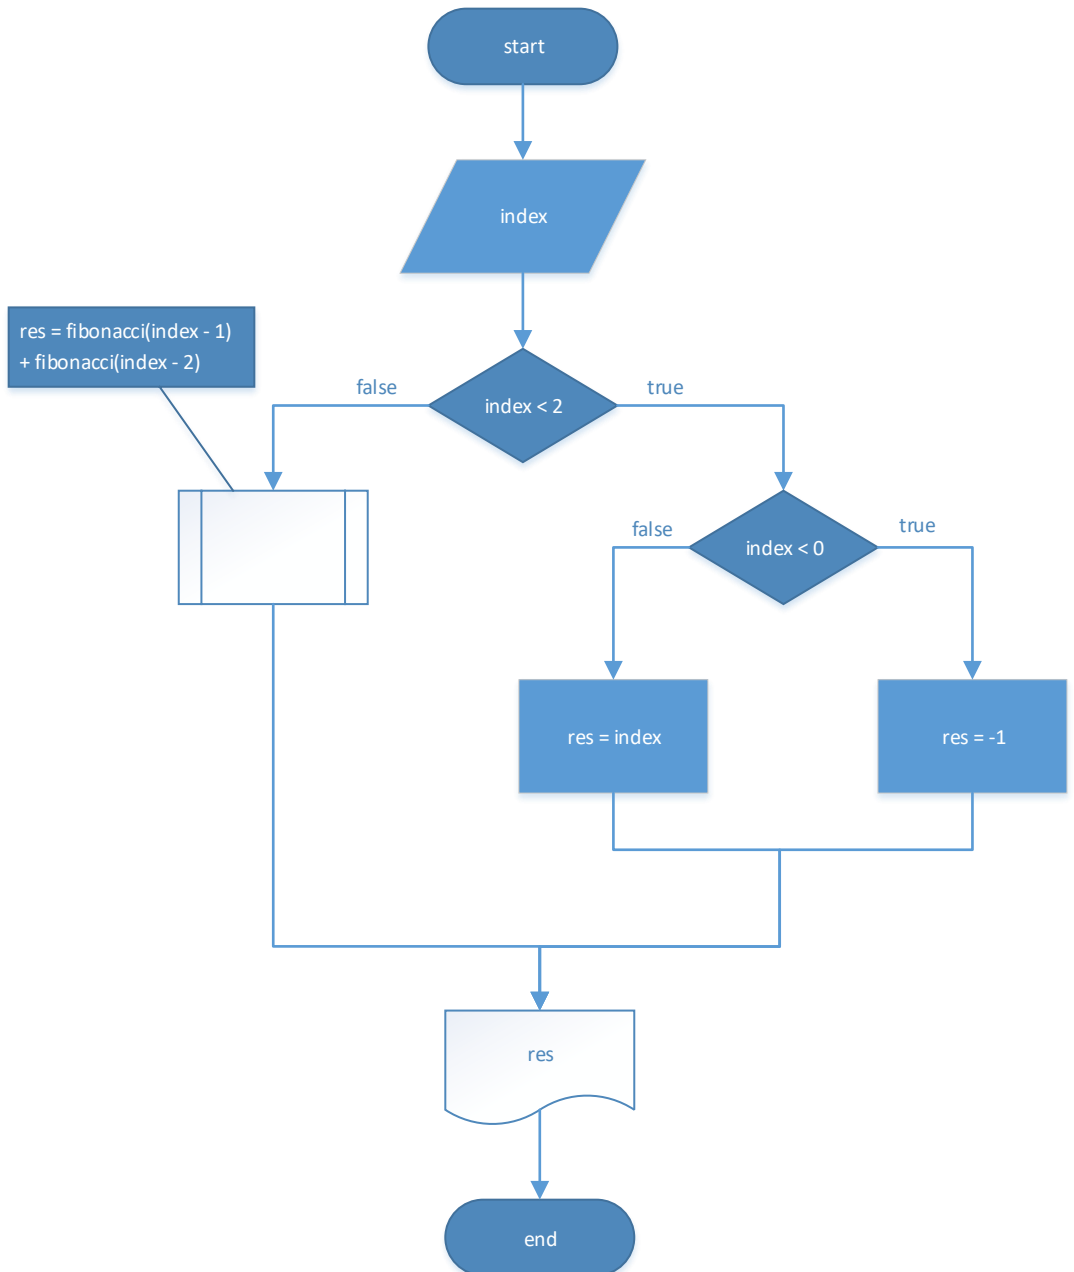 start
index
res = fibonacci(index - 1)
+ fibonacci(index - 2)
false
index < 2
true
false
index < 0
true
res = index
res = -1
res
end